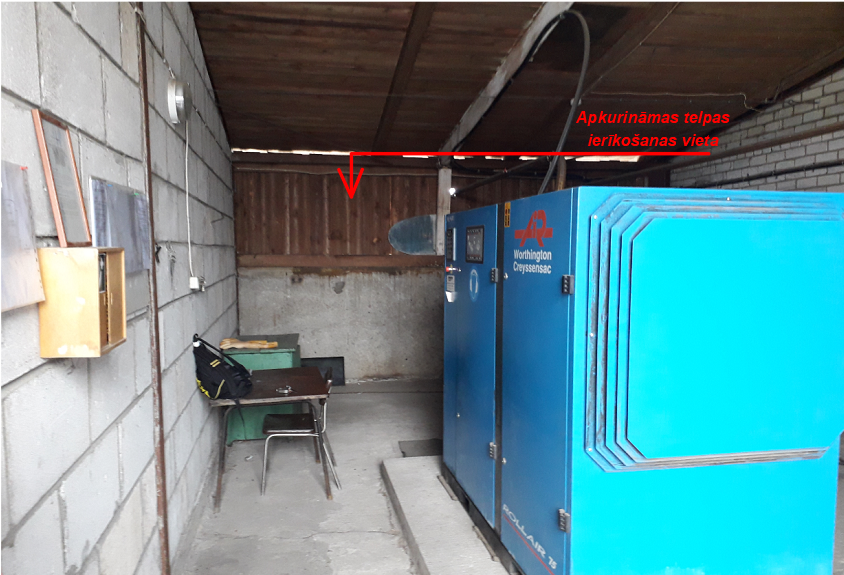 Apkurināmas telpas
ierīkošanas vieta
Worthington
Creyssensac
ROLLAIR 75